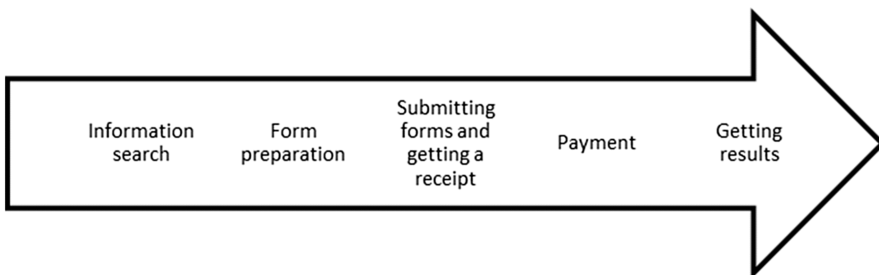 Information
search
Form
preparation
Submitting
forms and
getting a
receipt
Payment
Getting
results